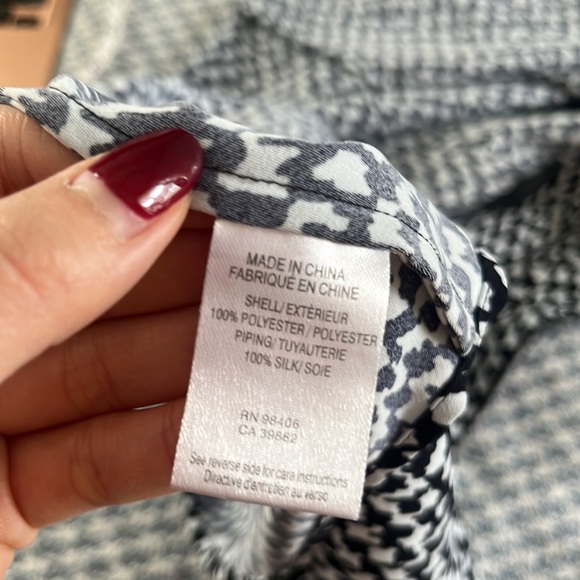 MADE IN CHINA
FABRIQUÉ EN CHINE
SHELL/EXTÉRIEUR
100% POLYESTER/POLYESTER
PIPING/TUYAUTERIE
100% SILK/SOIE
RN 98406
CA 39662
See reverse side for care instructions
Directive d'entretien au verso